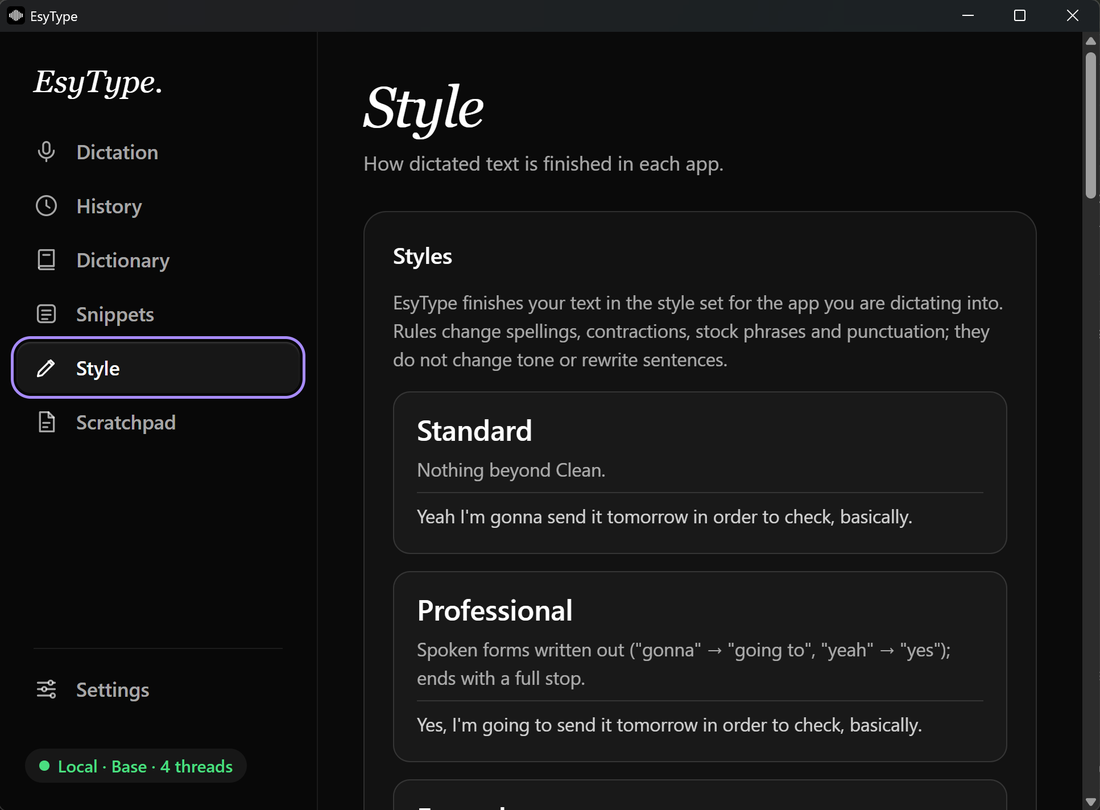 EsyType
EsyType.
Dictation
History
Dictionary
Snippets
Style
Scratchpad
Settings
Local · Base · 4 threads
Style
How dictated text is finished in each app.
Styles
EsyType finishes your text in the style set for the app you are dictating into.
Rules change spellings, contractions, stock phrases and punctuation; they
do not change tone or rewrite sentences.
Standard
Nothing beyond Clean.
Yeah I'm gonna send it tomorrow in order to check, basically.
Professional
Spoken forms written out ("gonna" → "going to", "yeah" → "yes");
ends with a full stop.
Yes, I'm going to send it tomorrow in order to check, basically.